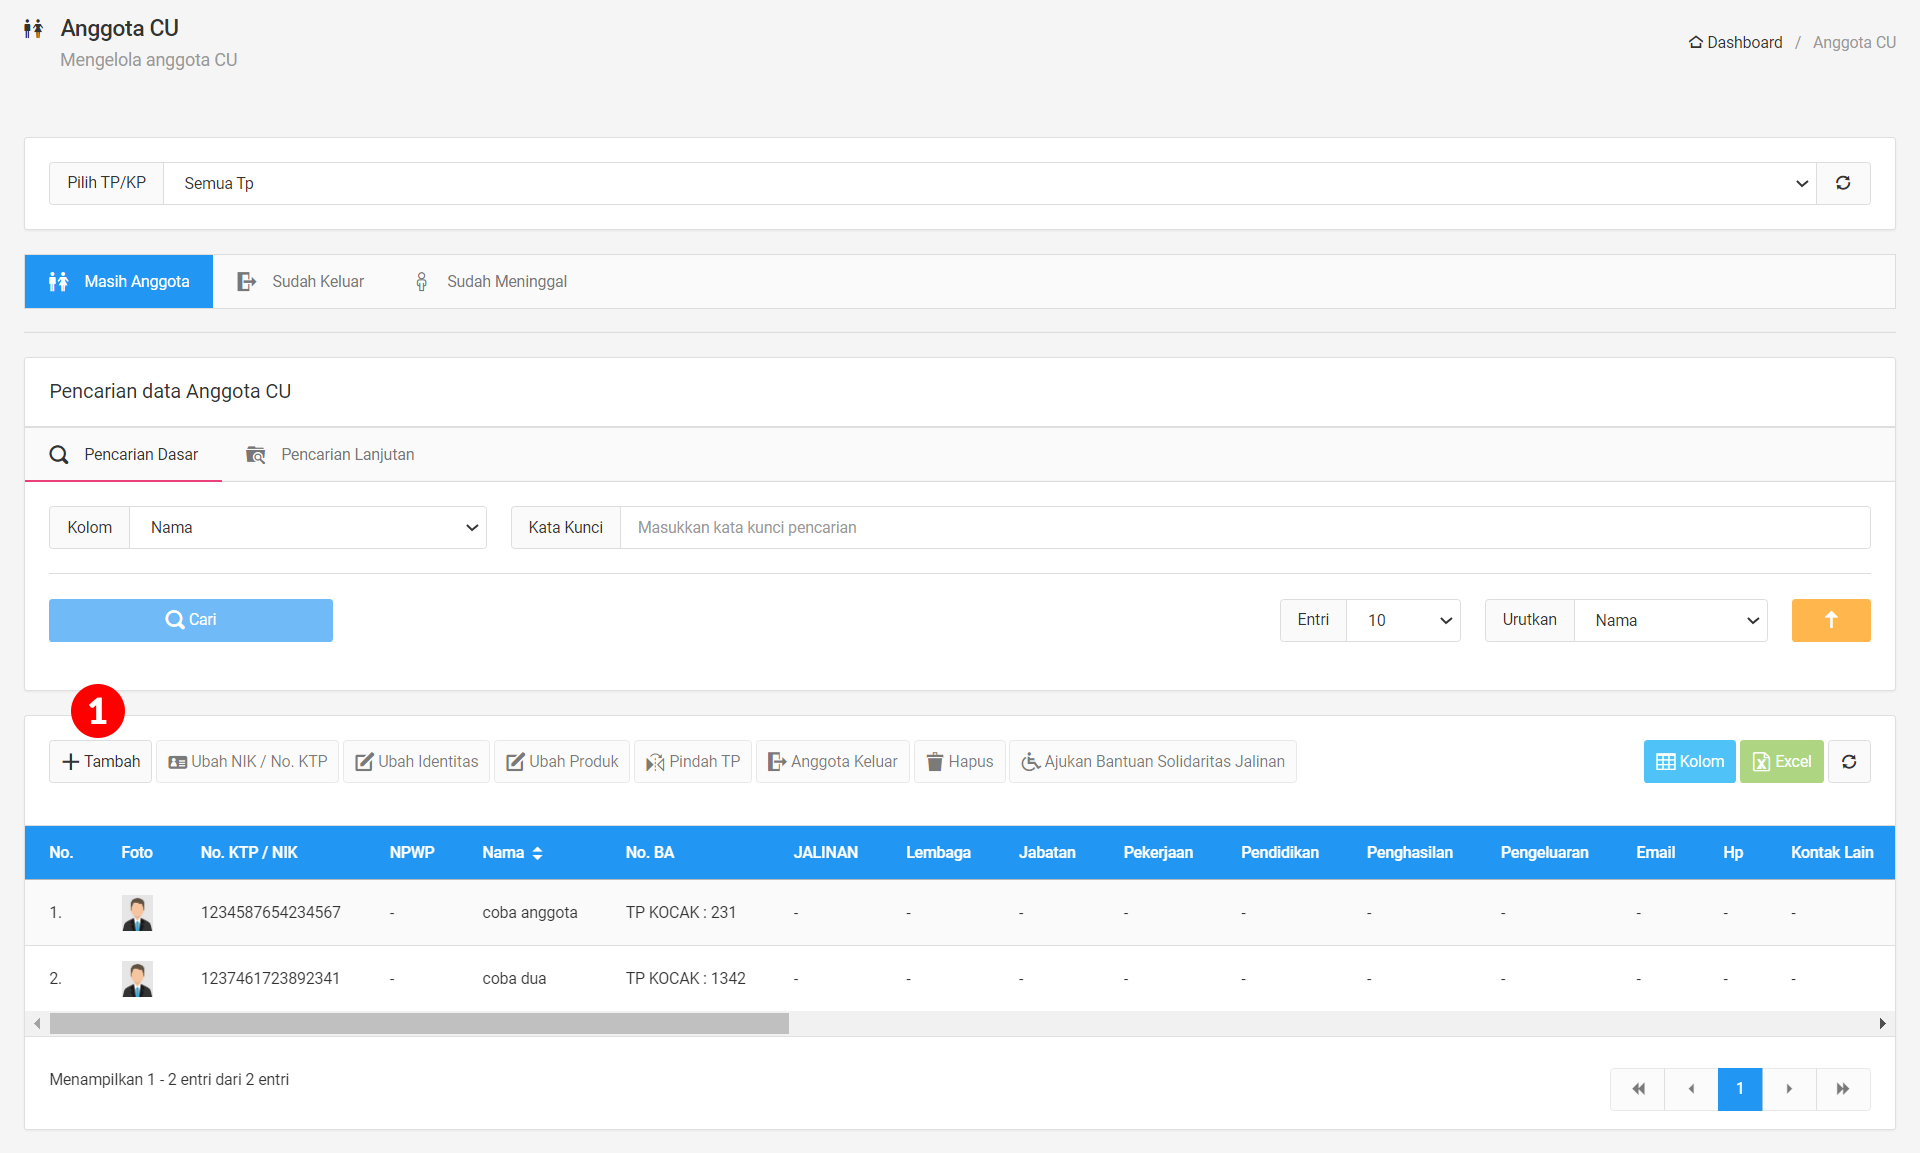 Anggota CU
Mengelola anggota CU
Dashboard / Anggota CU
Pilih TP/KP Semua Tp
Masih Anggota Sudah Keluar Sudah Meninggal
Pencarian data Anggota CU
Pencarian Dasar Pencarian Lanjutan
Kolom Nama Kata Kunci Masukkan kata kunci pencarian
Cari Entri 10 Urutkan Nama
1
Tambah Ubah NIK / No. KTP Ubah Identitas Ubah Produk Pindah TP Anggota Keluar Hapus Ajukan Bantuan Solidaritas Jalinan Kolom Excel
No. Foto No. KTP / NIK NPWP Nama No. BA JALINAN Lembaga Jabatan Pekerjaan Pendidikan Penghasilan Pengeluaran Email Hp Kontak Lain
1. 1234587654234567 - coba anggota TP KOCAK : 231 - - - - - - - - - -
2. 1237461723892341 - coba dua TP KOCAK : 1342 - - - - - - - - - -
Menampilkan 1 - 2 entri dari 2 entri
1